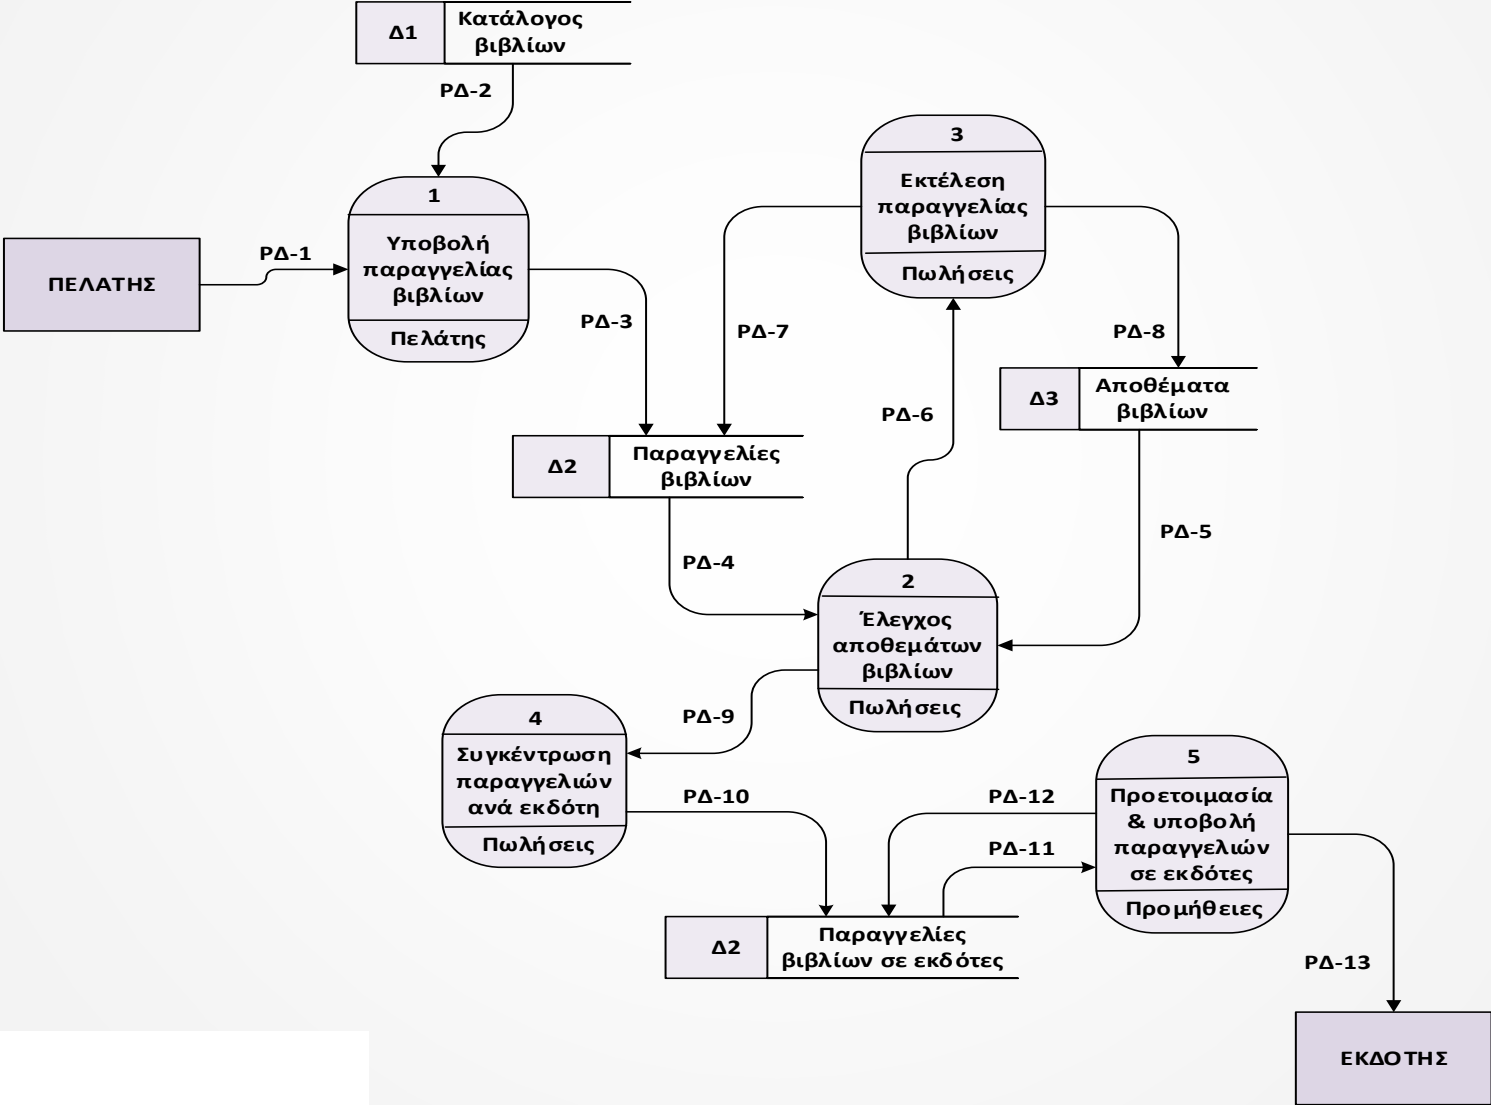 Δ1
Κατάλογος
βιβλίων
ΡΔ-2
1
Υποβολή
παραγγελίας
βιβλίων
Πελάτης
ΠΕΛΑΤΗΣ
ΡΔ-1
ΡΔ-3
3
Εκτέλεση
παραγγελίας
βιβλίων
Πωλήσεις
ΡΔ-7
ΡΔ-8
ΡΔ-6
Δ3
Αποθέματα
βιβλίων
Δ2
Παραγγελίες
βιβλίων
ΡΔ-4
ΡΔ-5
2
Έλεγχος
αποθεμάτων
βιβλίων
Πωλήσεις
ΡΔ-9
4
Συγκέντρωση
παραγγελιών
ανά εκδότη
Πωλήσεις
ΡΔ-10
ΡΔ-12
ΡΔ-11
5
Προετοιμασία
& υποβολή
παραγγελιών
σε εκδότες
Προμήθειες
Δ2
Παραγγελίες
βιβλίων σε εκδότες
ΡΔ-13
ΕΚΔΟΤΗΣ